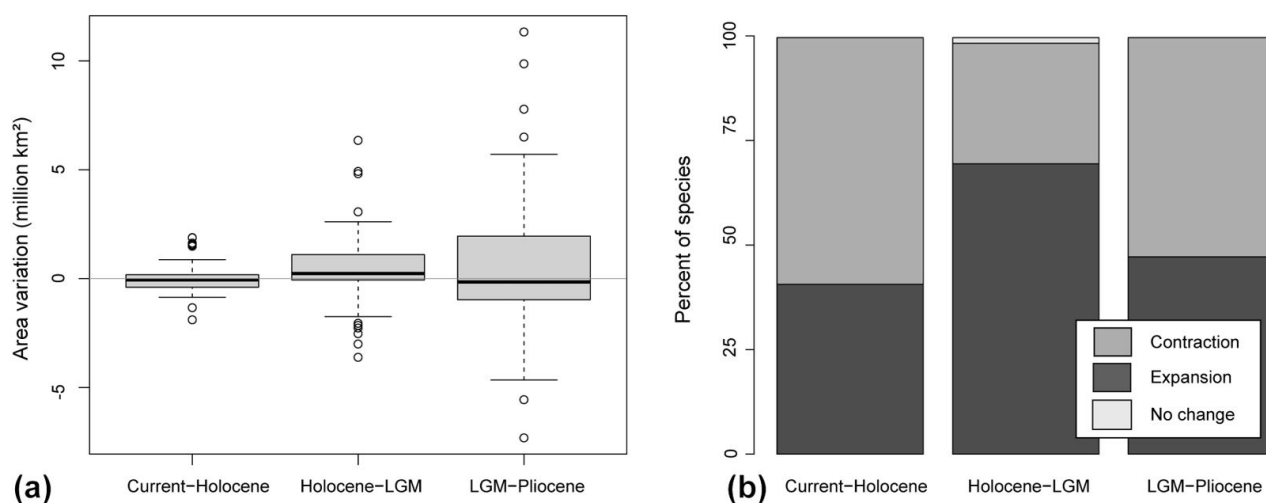 Area variation (million km²)
10
5
0
-5
Current−Holocene
Holocene−LGM
LGM−Pliocene
(a)
Percent of species
100
75
50
25
0
Contraction
Expansion
No change
Current−Holocene
Holocene−LGM
LGM−Pliocene
(b)